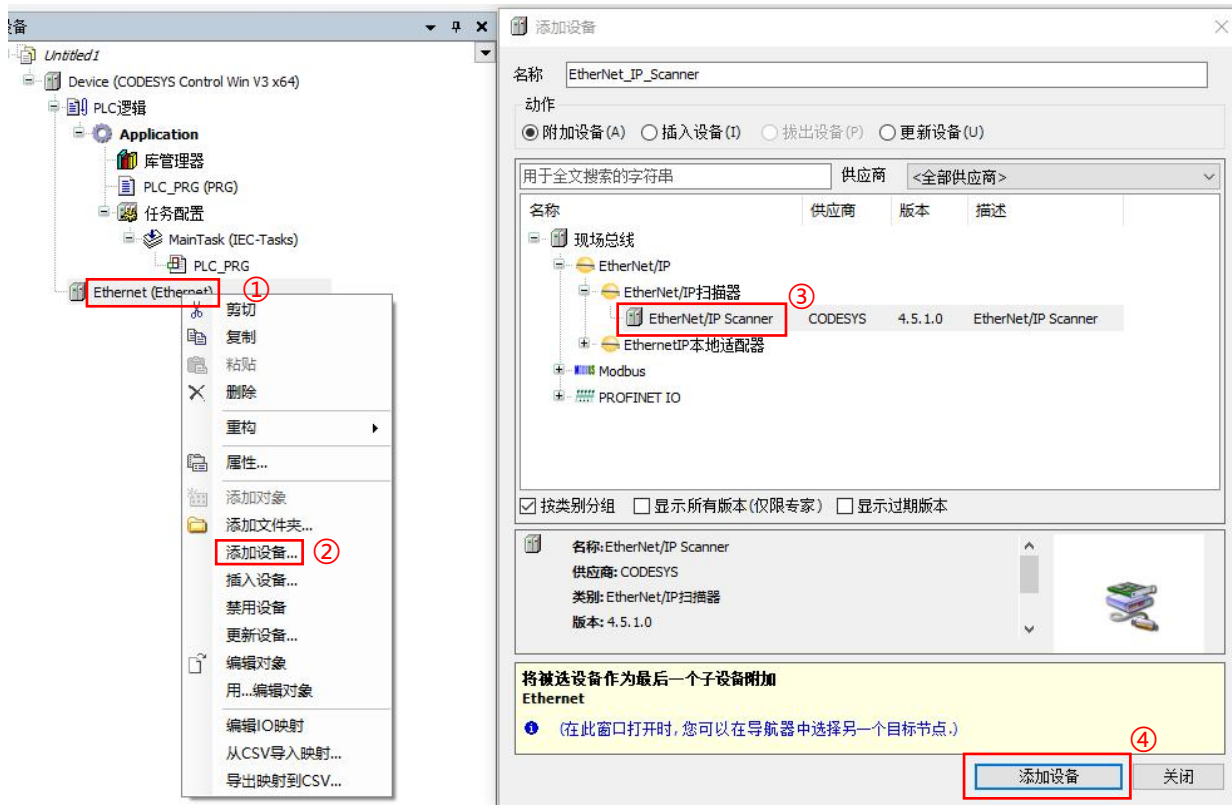 设备
Untitled1
Device (CODESYS Control Win V3 x64)
PLC逻辑
Application
库管理器
PLC_PRG (PRG)
任务配置
MainTask (IEC-Tasks)
PLC_PRG
Ethernet (Ethernet)
①
剪切
复制
粘贴
删除
重构
属性...
添加对象
添加文件夹...
添加设备... ②
插入设备...
禁用设备
更新设备...
编辑对象
用...编辑对象
编辑IO映射
从CSV导入映射...
导出映射到CSV...
添加设备
名称 EtherNet_IP_Scanner
动作
附加设备(A) 插入设备(I) 拔出设备(P) 更新设备(U)
用于全文搜索的字符串 供应商 <全部供应商>
名称 供应商 版本 描述
现场总线
EtherNet/IP
EtherNet/IP扫描器
③
EtherNet/IP Scanner CODESYS 4.5.1.0 EtherNet/IP Scanner
EthernetIP本地适配器
Modbus
PROFINET IO
按类别分组 显示所有版本(仅限专家) 显示过期版本
名称:EtherNet/IP Scanner
供应商: CODESYS
类别: EtherNet/IP扫描器
版本: 4.5.1.0
将被选设备作为最后一个子设备附加
Ethernet
(在此窗口打开时,您可以在导航器中选择另一个目标节点.)
④
添加设备 关闭